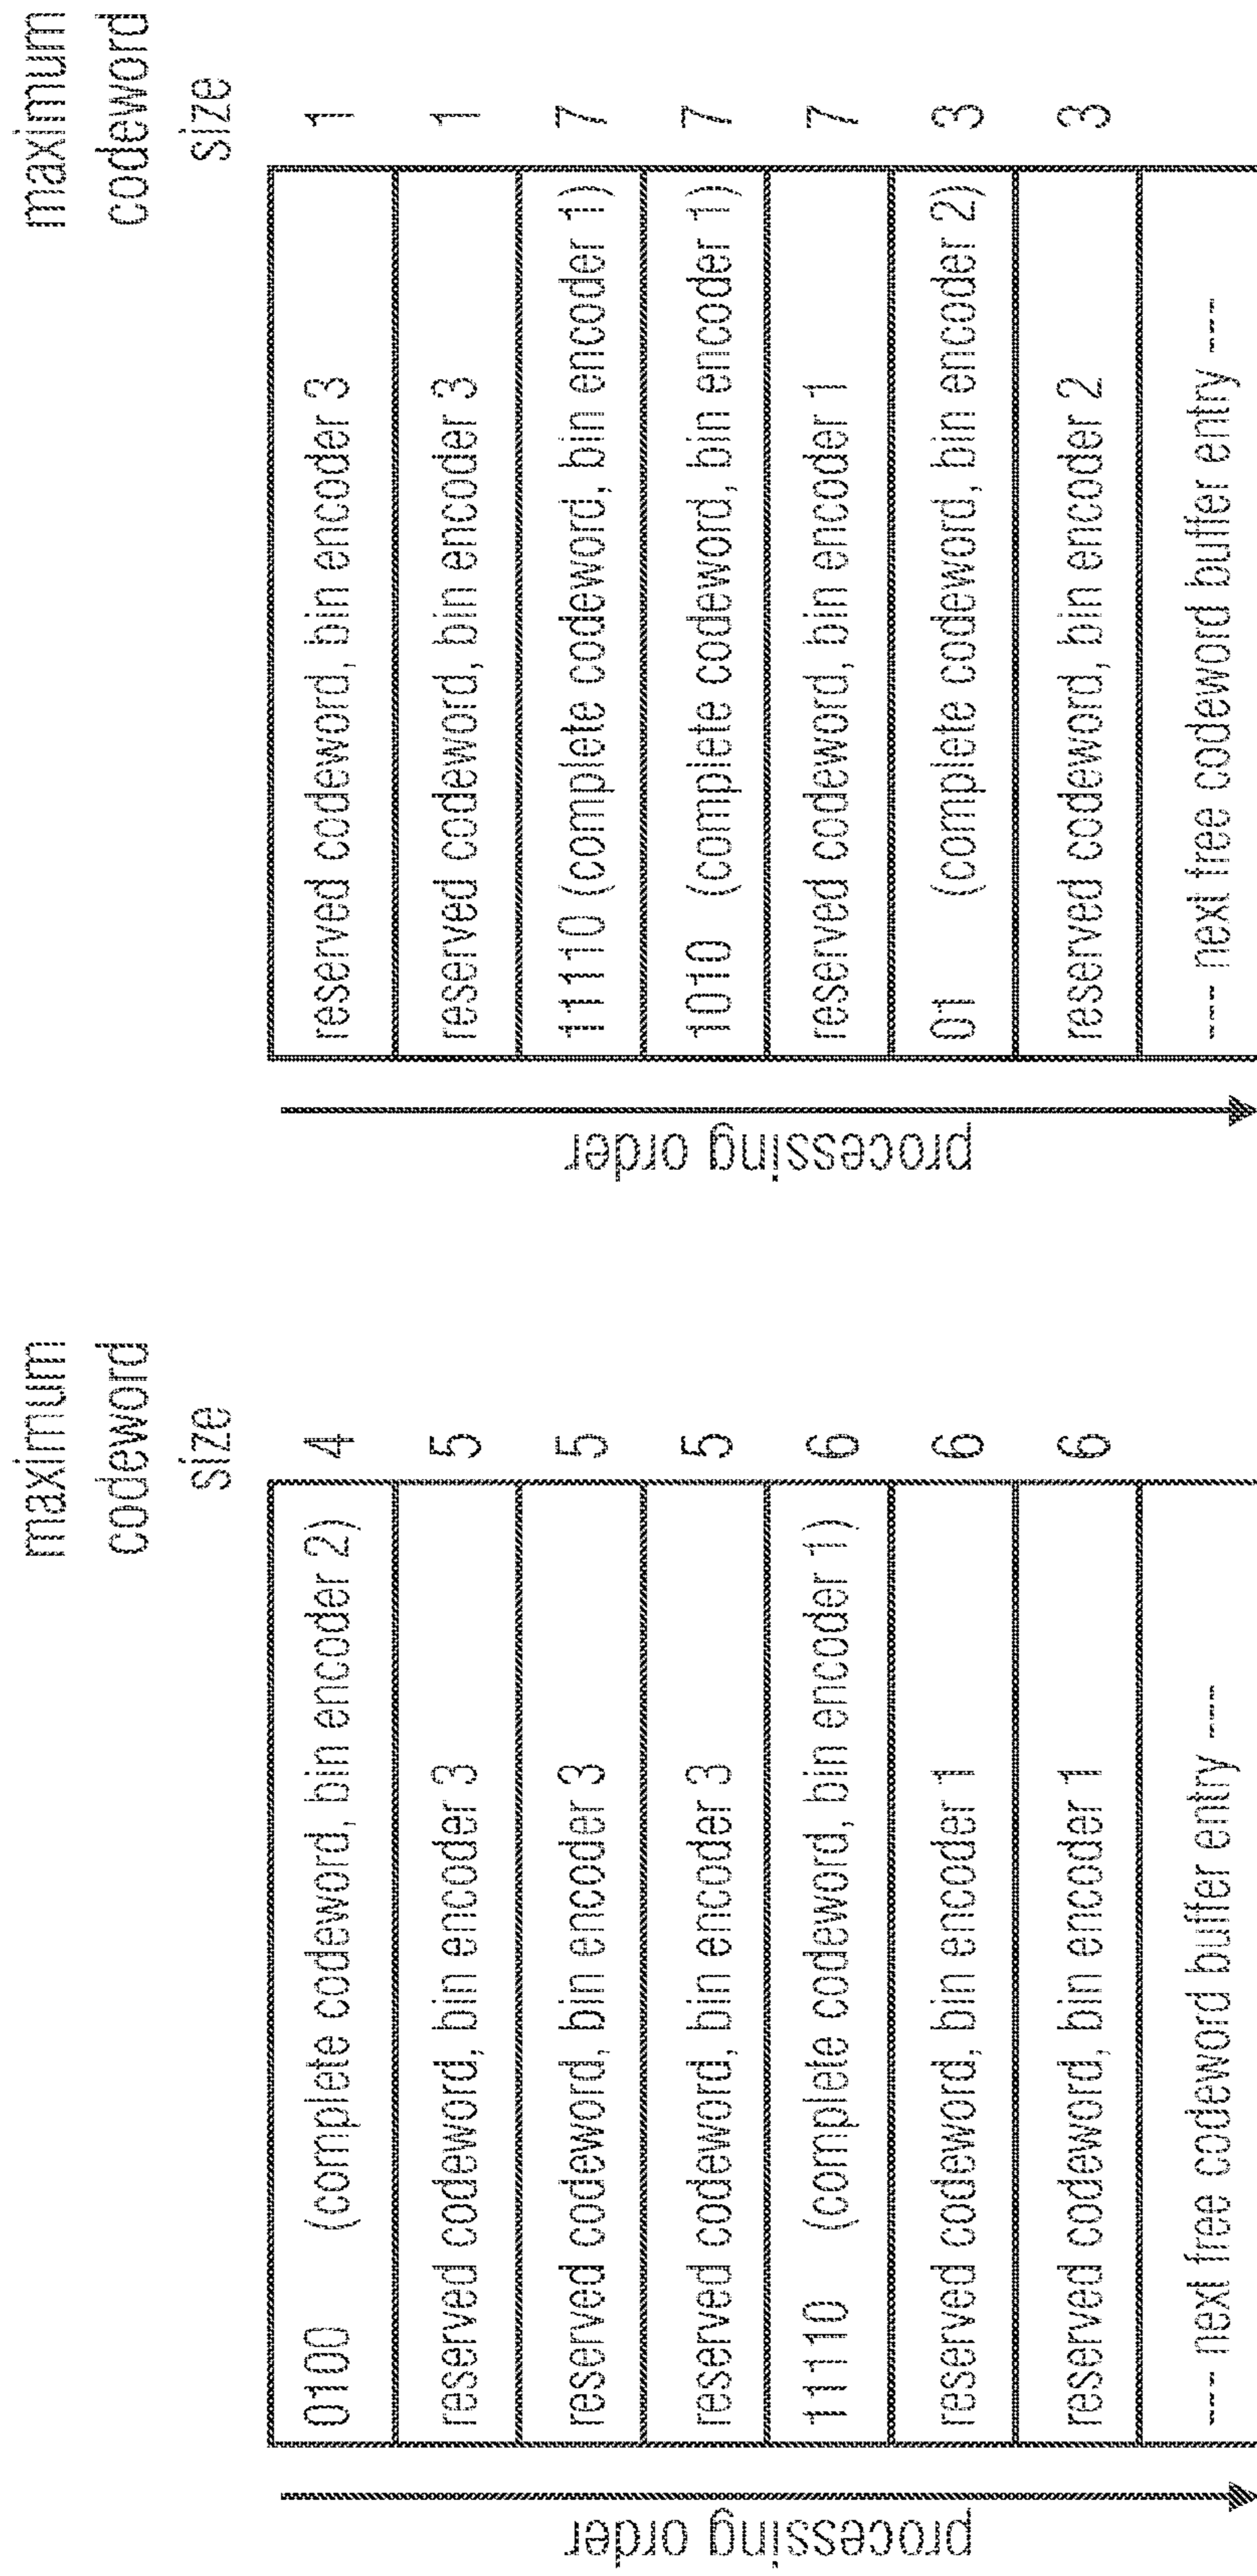 maximum
codeword
size
0100 (complete codeword, bin encoder 2) 4
reserved codeword, bin encoder 3 5
reserved codeword, bin encoder 3 5
reserved codeword, bin encoder 3 5
11110 (complete codeword, bin encoder 1) 6
reserved codeword, bin encoder 1 6
reserved codeword, bin encoder 1 6
---- next free codeword buffer entry ----
processing order
maximum
codeword
size
reserved codeword, bin encoder 3 1
reserved codeword, bin encoder 3 1
11110 (complete codeword, bin encoder 1) 7
1010 (complete codeword, bin encoder 1) 7
reserved codeword, bin encoder 1 7
01 (complete codeword, bin encoder 2) 3
reserved codeword, bin encoder 2 3
---- next free codeword buffer entry ----
processing order